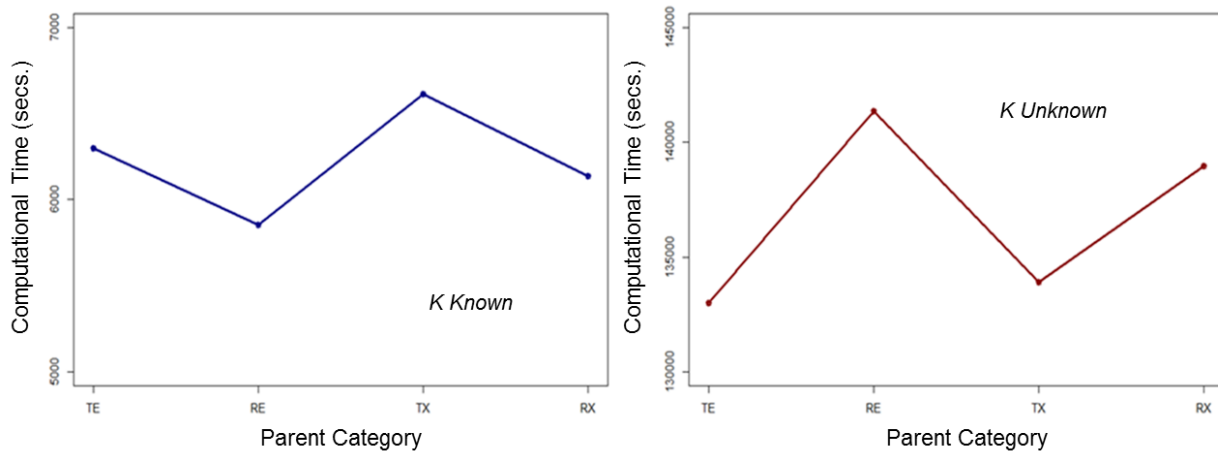 Computational Time (secs.)
7000
6000
5000
K Known
TE RE TX RX
Parent Category
Computational Time (secs.)
145000
140000
135000
130000
K Unknown
TE RE TX RX
Parent Category